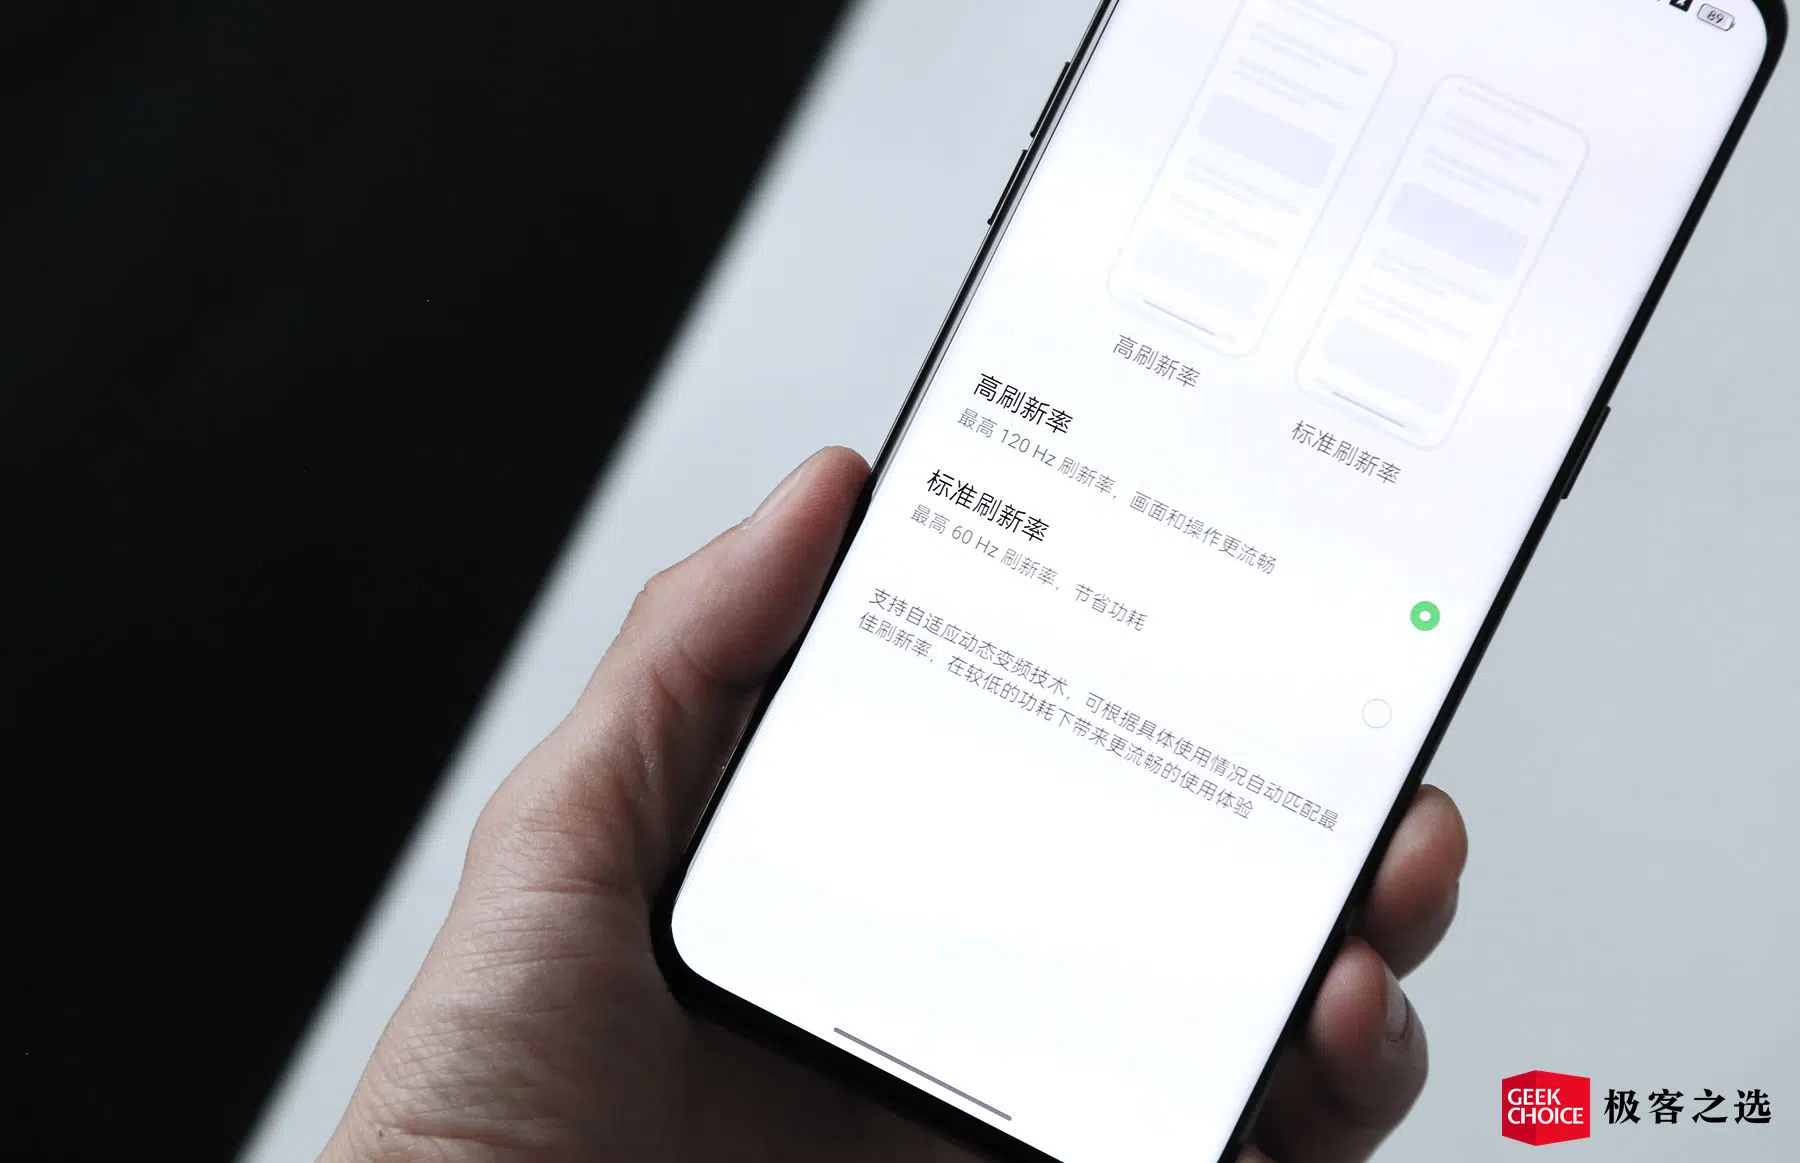 89
高刷新率
标准刷新率
高刷新率
最高 120 Hz 刷新率，画面和操作更流畅
标准刷新率
最高 60 Hz 刷新率，节省功耗
支持自适应动态变频技术，可根据具体使用情况自动匹配最
佳刷新率，在较低的功耗下带来更流畅的使用体验
GEEK
CHOICE
极客之选